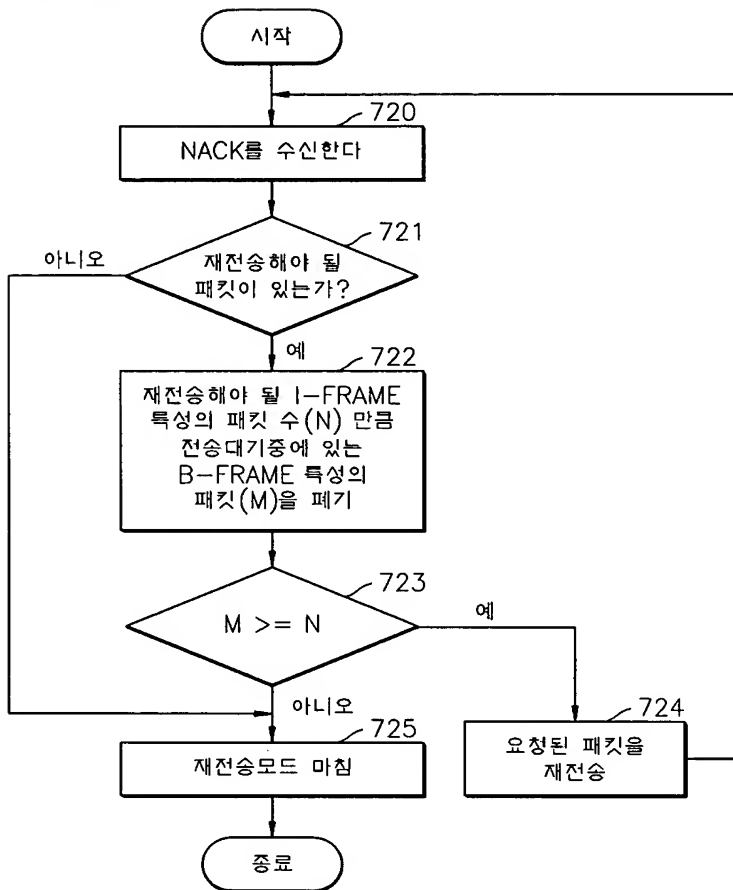 시작
720
NACK를 수신한다
721
아니오
재전송해야 될
패킷이 있는가?
예
722
재전송해야 될 I-FRAME
특성의 패킷 수(N) 만큼
전송대기중에 있는
B-FRAME 특성의
패킷(M)을 폐기
723
M >= N
예
아니오
724
요청된 패킷을
재전송
725
재전송모드 마침
종료